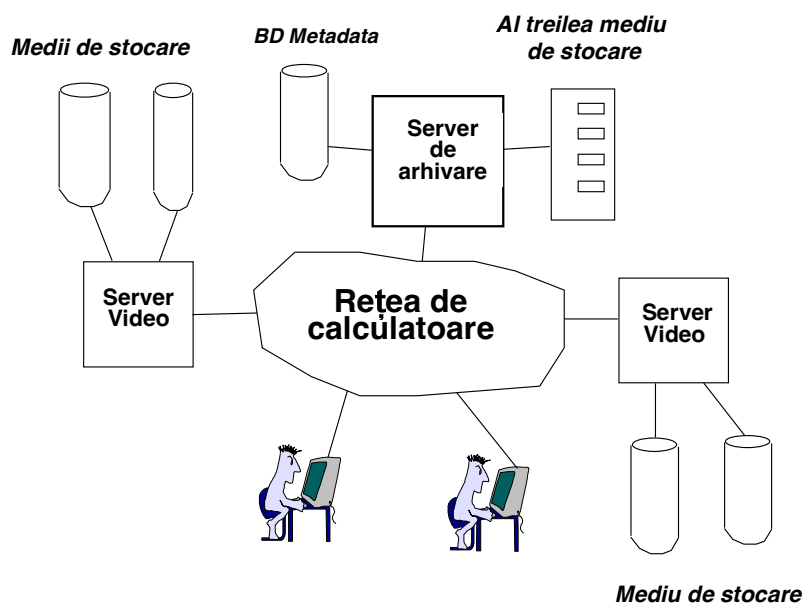 Medii de stocare
BD Metadata
Al treilea mediu
de stocare
Server
de
arhivare
Server
Video
Rețea de
calculatoare
Server
Video
Mediu de stocare